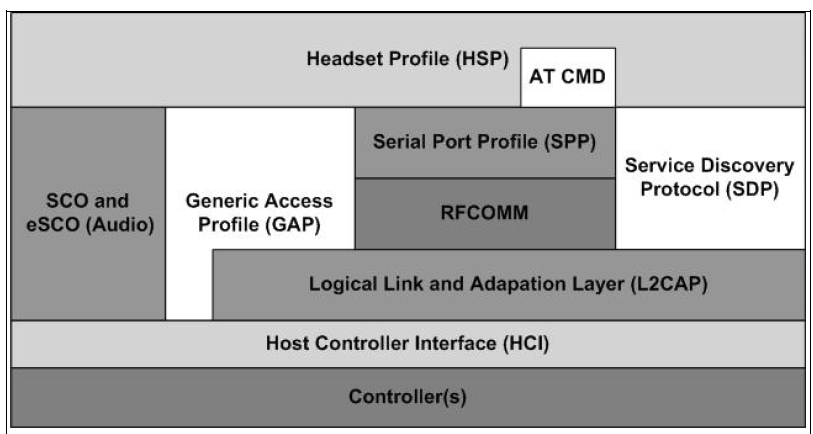 Headset Profile (HSP)
AT CMD
Serial Port Profile (SPP)
Service Discovery
Protocol (SDP)
SCO and
eSCO (Audio)
Generic Access
Profile (GAP)
RFCOMM
Logical Link and Adapation Layer (L2CAP)
Host Controller Interface (HCI)
Controller(s)